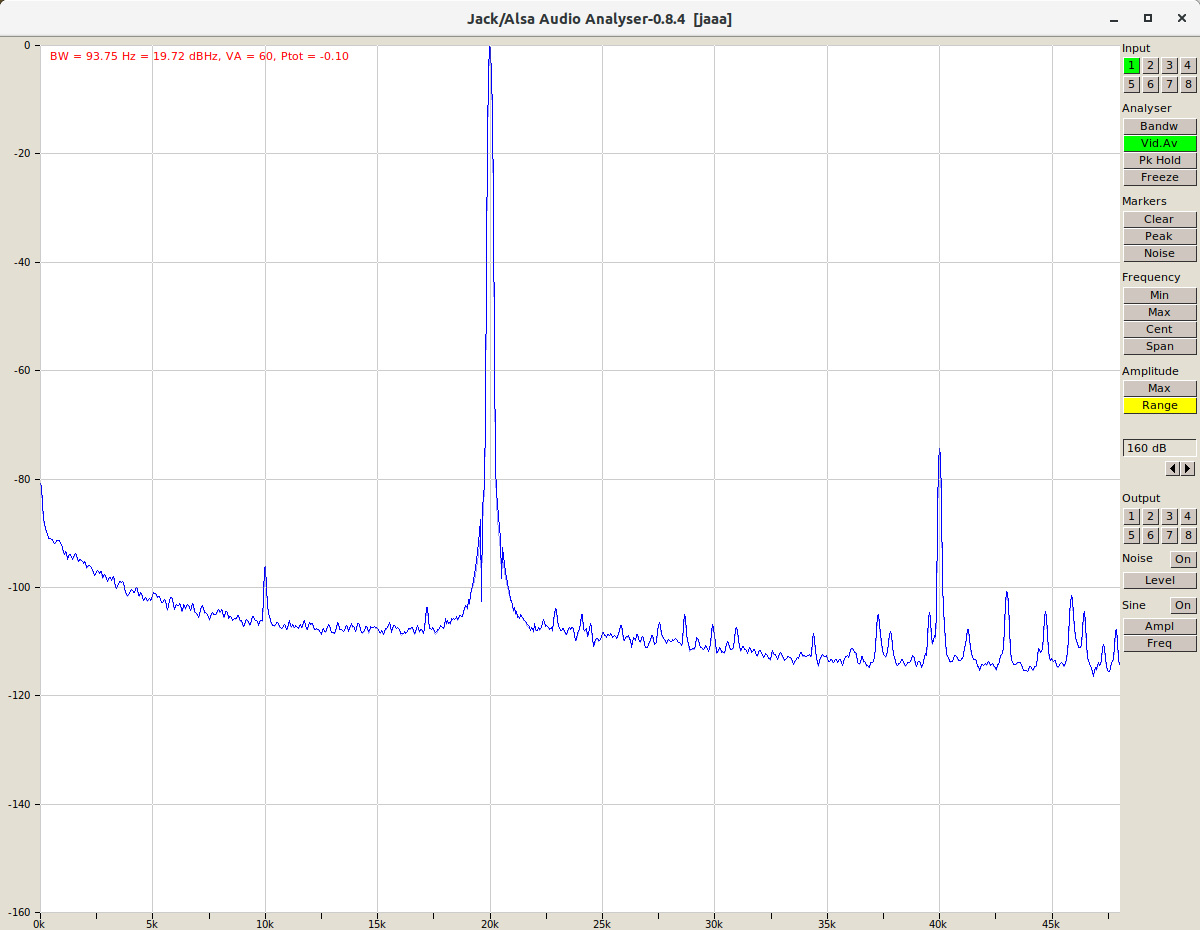 Jack/Alsa Audio Analyser-0.8.4 [jaaa]
BW = 93.75 Hz = 19.72 dBHz, VA = 60, Ptot = -0.10
0
-20
-40
-60
-80
-100
-120
-140
-160
0k 5k 10k 15k 20k 25k 30k 35k 40k 45k
Input
1 2 3 4
5 6 7 8
Analyser
Bandw
Vid.Av
Pk Hold
Freeze
Markers
Clear
Peak
Noise
Frequency
Min
Max
Cent
Span
Amplitude
Max
Range
160 dB
Output
1 2 3 4
5 6 7 8
Noise On
Level
Sine On
Ampl
Freq